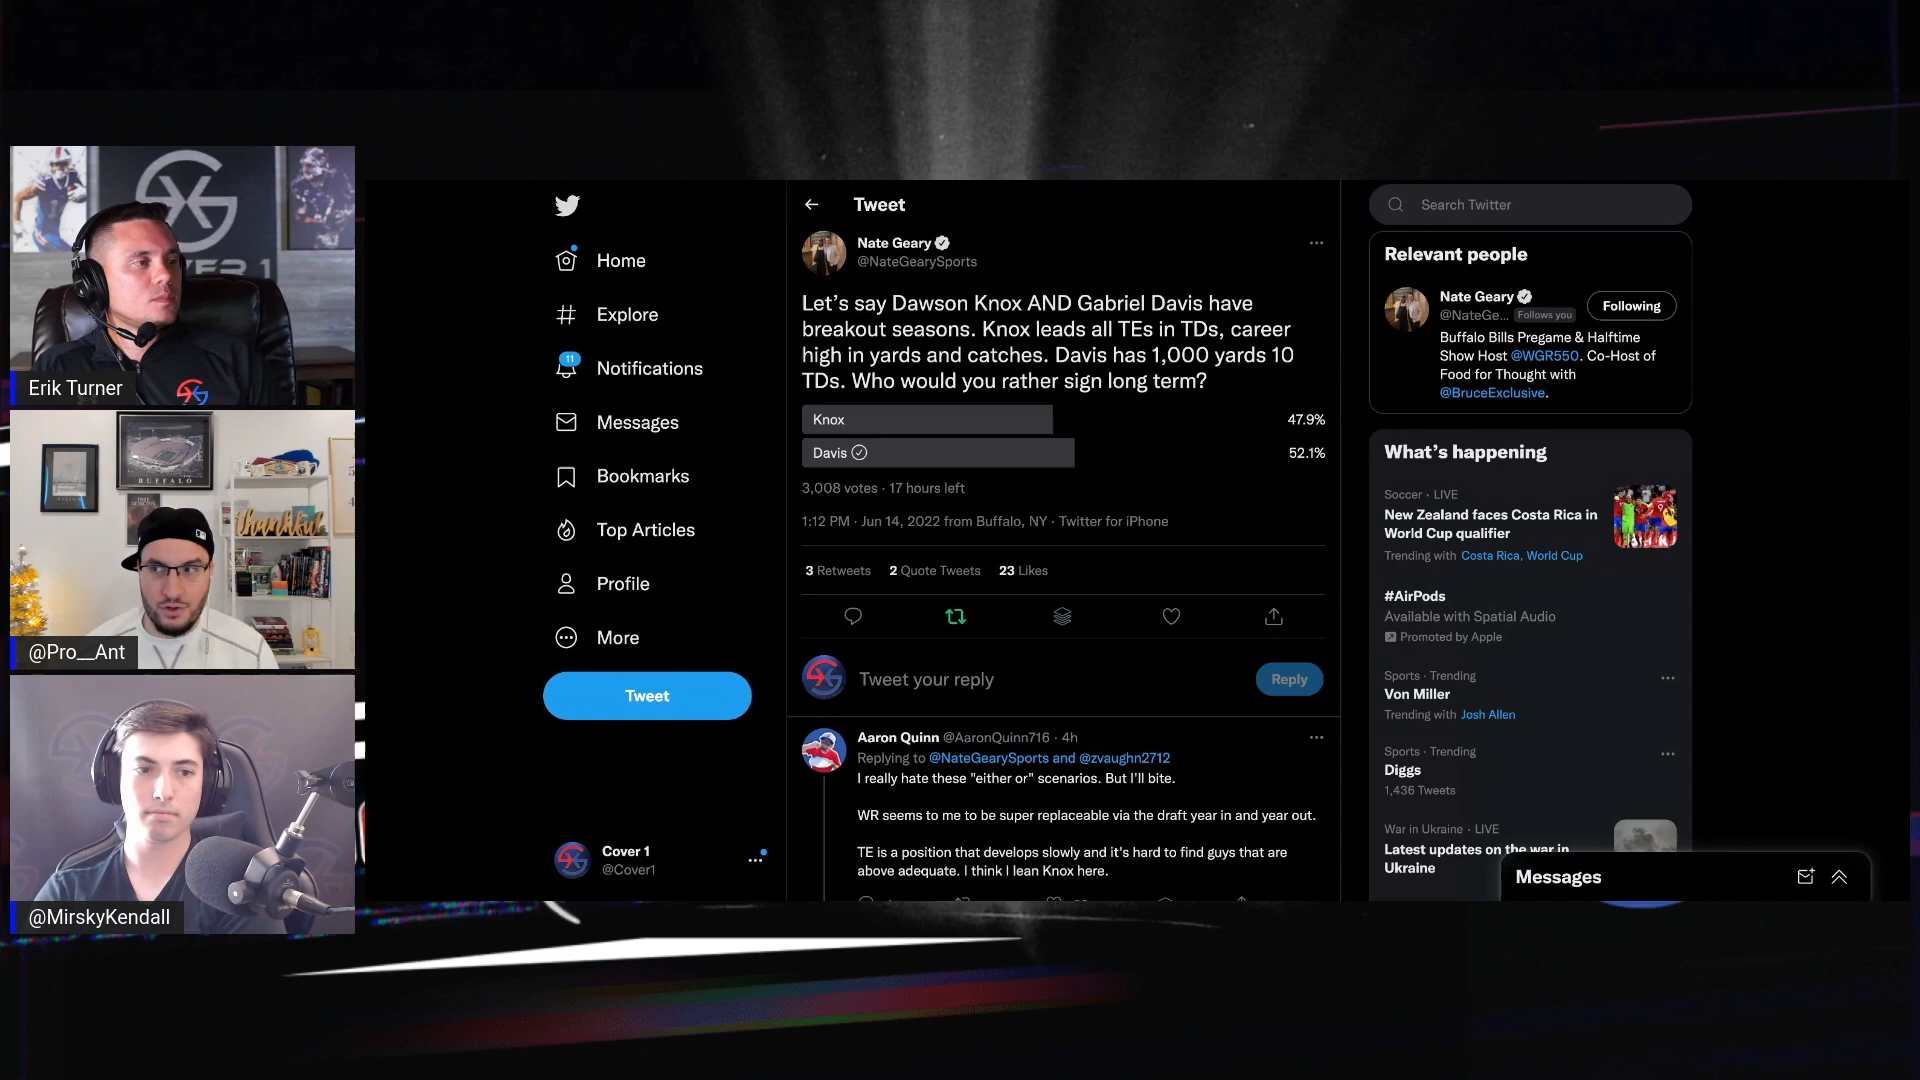 VER 1
Erik Turner
BUFFALO
thankful
@Pro__Ant
@MirskyKendall
Home
Explore
11
Notifications
Messages
Bookmarks
Top Articles
Profile
More
Tweet
Cover 1
@Cover1
Tweet
Nate Geary
@NateGearySports
Let’s say Dawson Knox AND Gabriel Davis have
breakout seasons. Knox leads all TEs in TDs, career
high in yards and catches. Davis has 1,000 yards 10
TDs. Who would you rather sign long term?
Knox 47.9%
Davis 52.1%
3,008 votes · 17 hours left
1:12 PM · Jun 14, 2022 from Buffalo, NY · Twitter for iPhone
3 Retweets 2 Quote Tweets 23 Likes
Tweet your reply
Reply
Aaron Quinn @AaronQuinn716 · 4h
Replying to @NateGearySports and @zvaughn2712
I really hate these "either or" scenarios. But I'll bite.
WR seems to me to be super replaceable via the draft year in and year out.
TE is a position that develops slowly and it's hard to find guys that are
above adequate. I think I lean Knox here.
Search Twitter
Relevant people
Nate Geary
@NateGe... Follows you
Following
Buffalo Bills Pregame & Halftime
Show Host @WGR550. Co-Host of
Food for Thought with
@BruceExclusive.
What’s happening
Soccer · LIVE
New Zealand faces Costa Rica in
World Cup qualifier
Trending with Costa Rica, World Cup
#AirPods
Available with Spatial Audio
Promoted by Apple
Sports · Trending
Von Miller
Trending with Josh Allen
Sports · Trending
Diggs
1,436 Tweets
War in Ukraine · LIVE
Latest updates on the war in
Ukraine
Messages